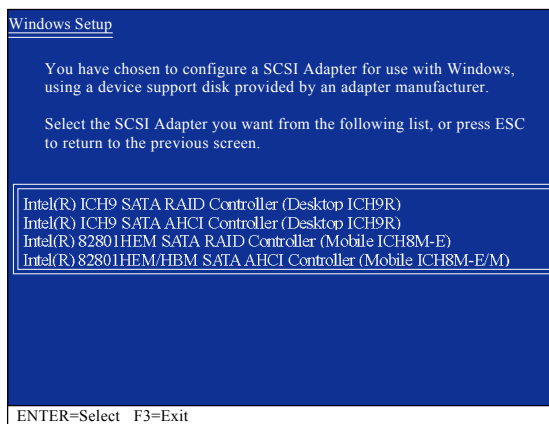 Windows Setup
You have chosen to configure a SCSI Adapter for use with Windows,
using a device support disk provided by an adapter manufacturer.
Select the SCSI Adapter you want from the following list, or press ESC
to return to the previous screen.
Intel(R) ICH9 SATA RAID Controller (Desktop ICH9R)
Intel(R) ICH9 SATA AHCI Controller (Desktop ICH9R)
Intel(R) 82801HEM SATA RAID Controller (Mobile ICH8M-E)
Intel(R) 82801HEM/HBM SATA AHCI Controller (Mobile ICH8M-E/M)
ENTER=Select F3=Exit